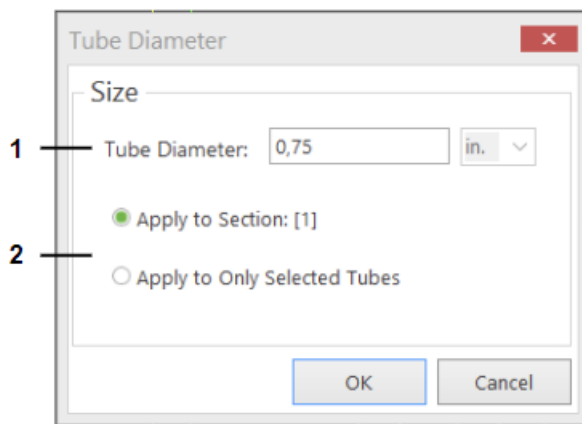 Tube Diameter
Size
1 Tube Diameter: 0,75 in.
Apply to Section: [1]
2
Apply to Only Selected Tubes
OK Cancel